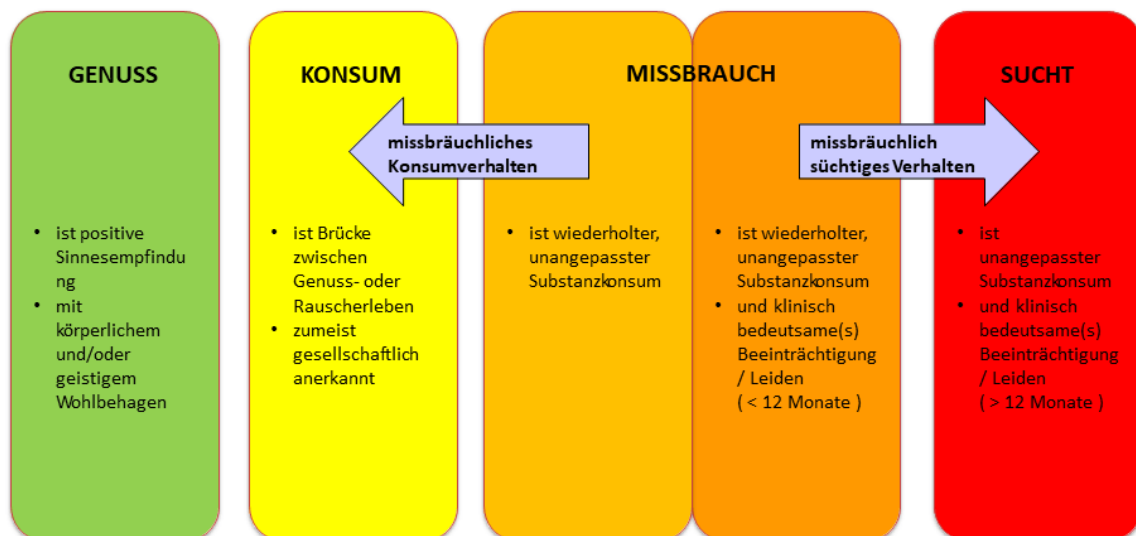 GENUSS
ist positive
Sinnesempfindu
ng
mit
körperlichem
und/oder
geistigem
Wohlbehagen
KONSUM
missbräuchliches
Konsumverhalten
• ist Brücke
zwischen
Genuss- oder
Rauscherleben
• zumeist
gesellschaftlich
anerkannt
MISSBRAUCH
• ist wiederholter,
unangepasster
Substanzkonsum
missbräuchlich
süchtiges Verhalten
• ist wiederholter,
unangepasster
Substanzkonsum
• und klinisch
bedeutsame(s)
Beeinträchtigung
/ Leiden
( < 12 Monate )
SUCHT
• ist
unangepasster
Substanzkonsum
• und klinisch
bedeutsame(s)
Beeinträchtigung
/ Leiden
( > 12 Monate )